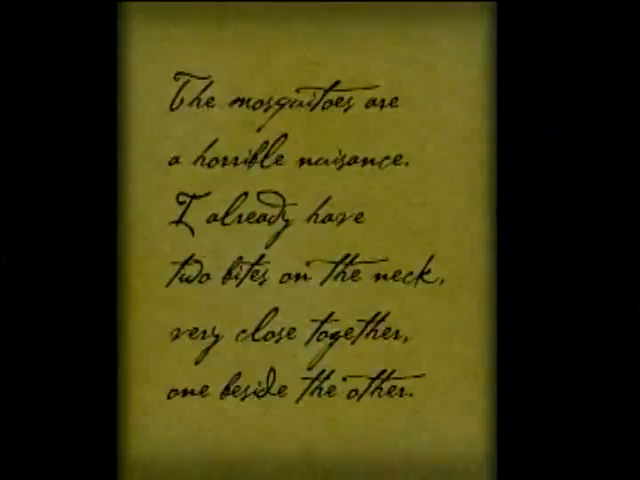 The mosquitoes are
a horrible nuisance.
I already have
two bites on the neck,
very close together,
one beside the other.